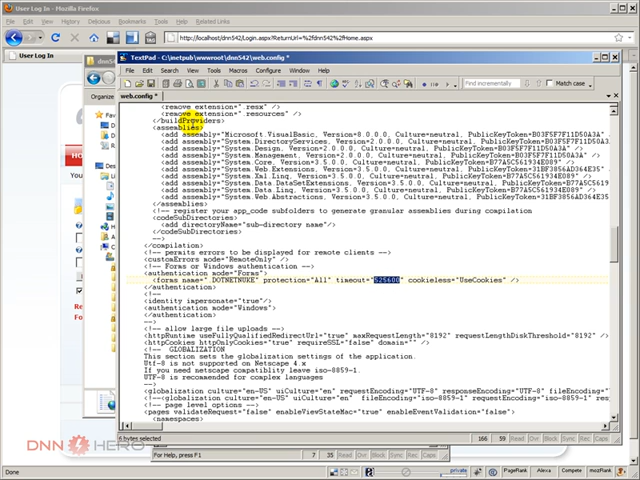 User Log In - Mozilla Firefox
File Edit View History Bookmarks Tools Help Related Links
http://localhost/dnn542/Login.aspx?ReturnUrl=%2fdnn542%2fHome.aspx
User Log In
TextPad - C:\inetpub\wwwroot\dnn542\web.config *
File Edit Search View Tools Macros Configure Window Help
Find incrementally Match case
web.config *
Organize
<remove extension=".resx" />
<remove extension=".resources" />
</buildProviders>
<assemblies>
<add assembly="Microsoft.VisualBasic, Version=8.0.0.0, Culture=neutral, PublicKeyToken=B03F5F7F11D50A3A" />
<add assembly="System.DirectoryServices, Version=2.0.0.0, Culture=neutral, PublicKeyToken=B03F5F7F11D50A3A
<add assembly="System.Design, Version=2.0.0.0, Culture=neutral, PublicKeyToken=B03F5F7F11D50A3A" />
<add assembly="System.Management, Version=2.0.0.0, Culture=neutral, PublicKeyToken=B03F5F7F11D50A3A" />
<add assembly="System.Core, Version=3.5.0.0, Culture=neutral, PublicKeyToken=B77A5C561934E089" />
<add assembly="System.Web.Extensions, Version=3.5.0.0, Culture=neutral, PublicKeyToken=31BF3856AD364E35"
<add assembly="System.Xml.Linq, Version=3.5.0.0, Culture=neutral, PublicKeyToken=B77A5C561934E089" />
<add assembly="System.Data.DataSetExtensions, Version=3.5.0.0, Culture=neutral, PublicKeyToken=B77A5C5619
<add assembly="System.Web.Abstractions, Version=3.5.0.0, Culture=neutral, PublicKeyToken=31BF3856AD364E3
</assemblies>
<!-- register your app_code subfolders to generate granular assemblies during compilation
<codeSubDirectories>
<add directoryName="sub-directory name"/>
</codeSubDirectories>
-->
</compilation>
<!-- permits errors to be displayed for remote clients -->
<customErrors mode="RemoteOnly" />
<!-- Forms or Windows authentication -->
<authentication mode="Forms">
<forms name=".DOTNETNUKE" protection="All" timeout="525600" cookieless="UseCookies" />
</authentication>
<!--
<identity impersonate="true"/>
<authentication mode="Windows">
</authentication>
-->
<!-- allow large file uploads -->
<httpRuntime useFullyQualifiedRedirectUrl="true" maxRequestLength="8192" requestLengthDiskThreshold="8192"
<httpCookies httpOnlyCookies="true" requireSSL="false" domain="" />
<!-- GLOBALIZATION
This section sets the globalization settings of the application.
Utf-8 is not supported on Netscape 4.x
If you need netscape compatiblity leave iso-8859-1.
UTF-8 is recommended for complex languages
-->
<globalization culture="en-US" uiCulture="en" requestEncoding="UTF-8" responseEncoding="UTF-8" fileEncoding=
<!--globalization culture="en-US" uiCulture="en" fileEncoding="iso-8859-1" requestEncoding="iso-8859-1" resp
<!-- page level options -->
<pages validateRequest="false" enableViewStateMac="true" enableEventValidation="false">
<namespaces>
6 bytes selected 166 59 Read Ovr Block Sync Rec Caps
For Help, press F1 7 35 Read Ovr Block Sync Rec Caps
DNN HERO
Done private PageRank Alexa Compete mozRank